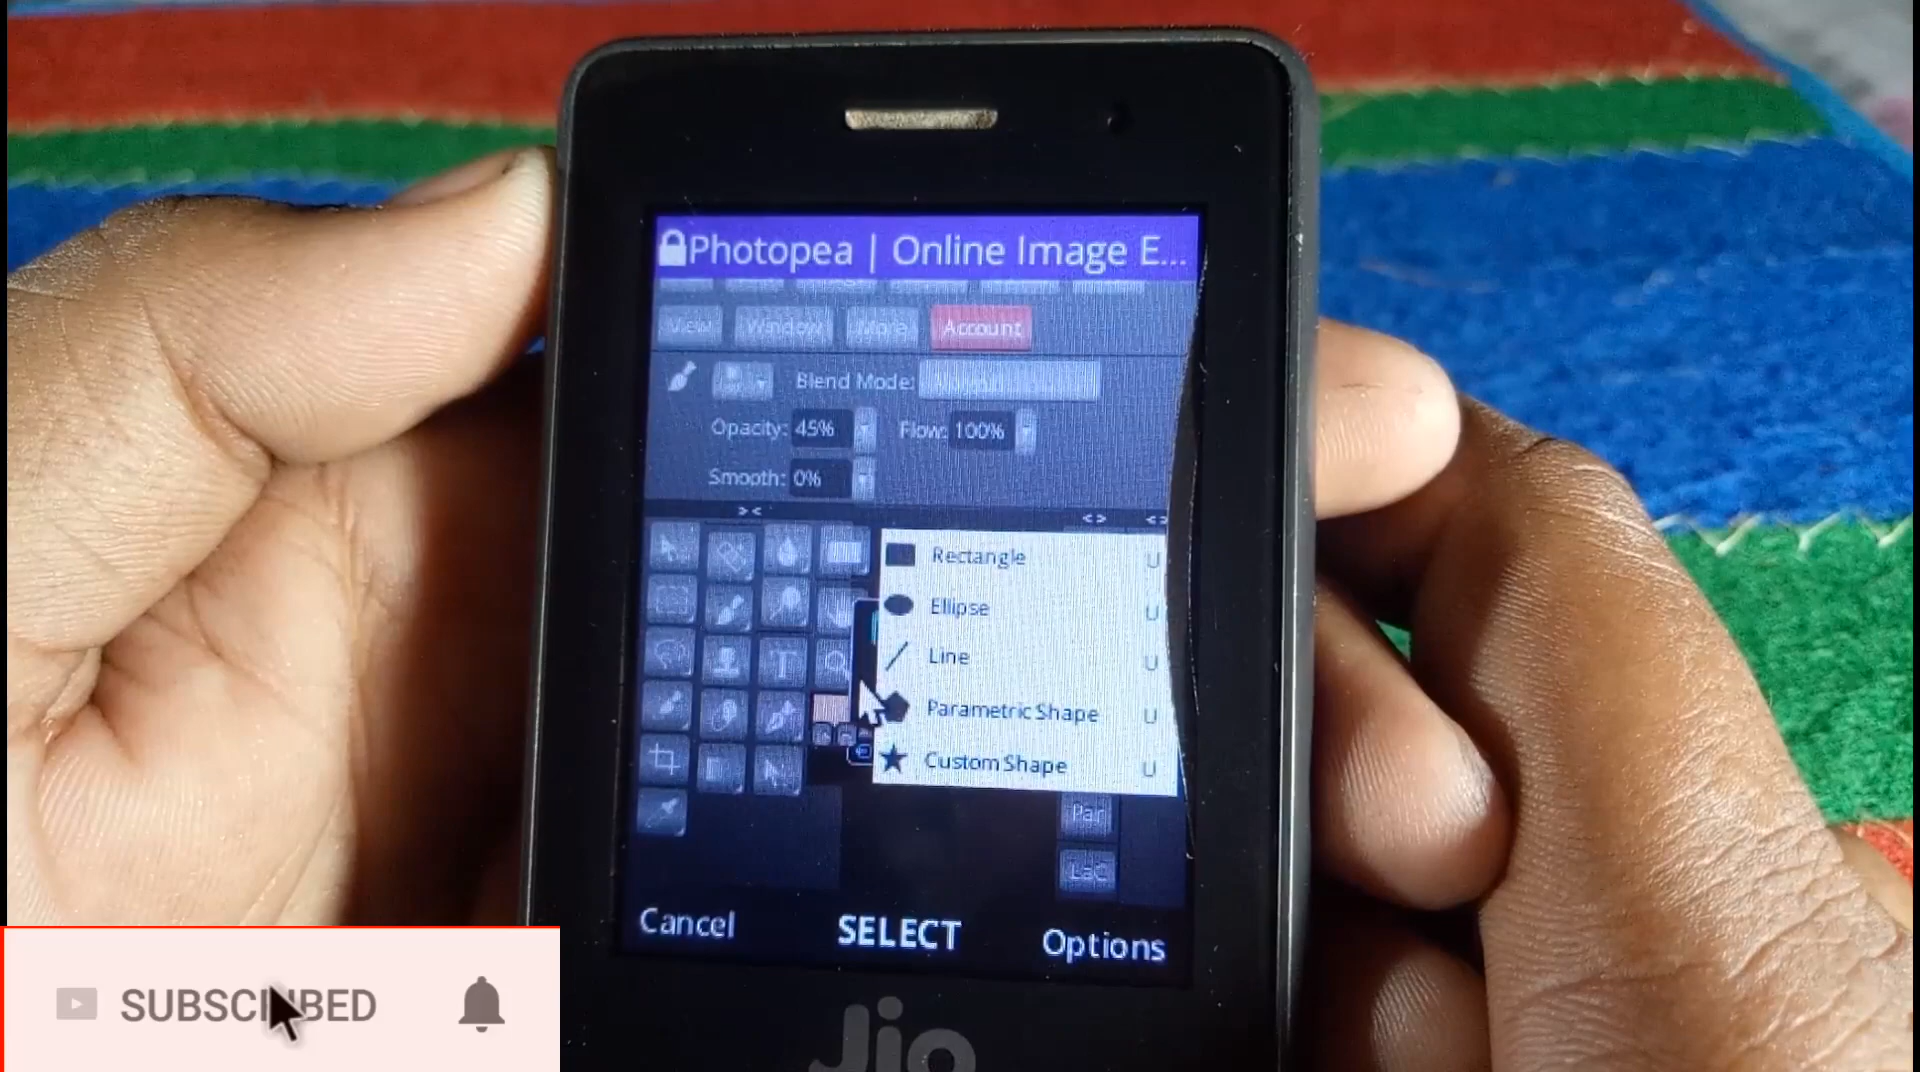 Photopea | Online Image E...
View Window More Account
Blend Mode: Normal
Opacity: 45% Flow: 100%
Smooth: 0%
>< <> <>
Rectangle U
Ellipse U
Line U
T
Parametric Shape U
Custom Shape U
Par
LaC
Cancel SELECT Options
SUBSCRIBED
Jio